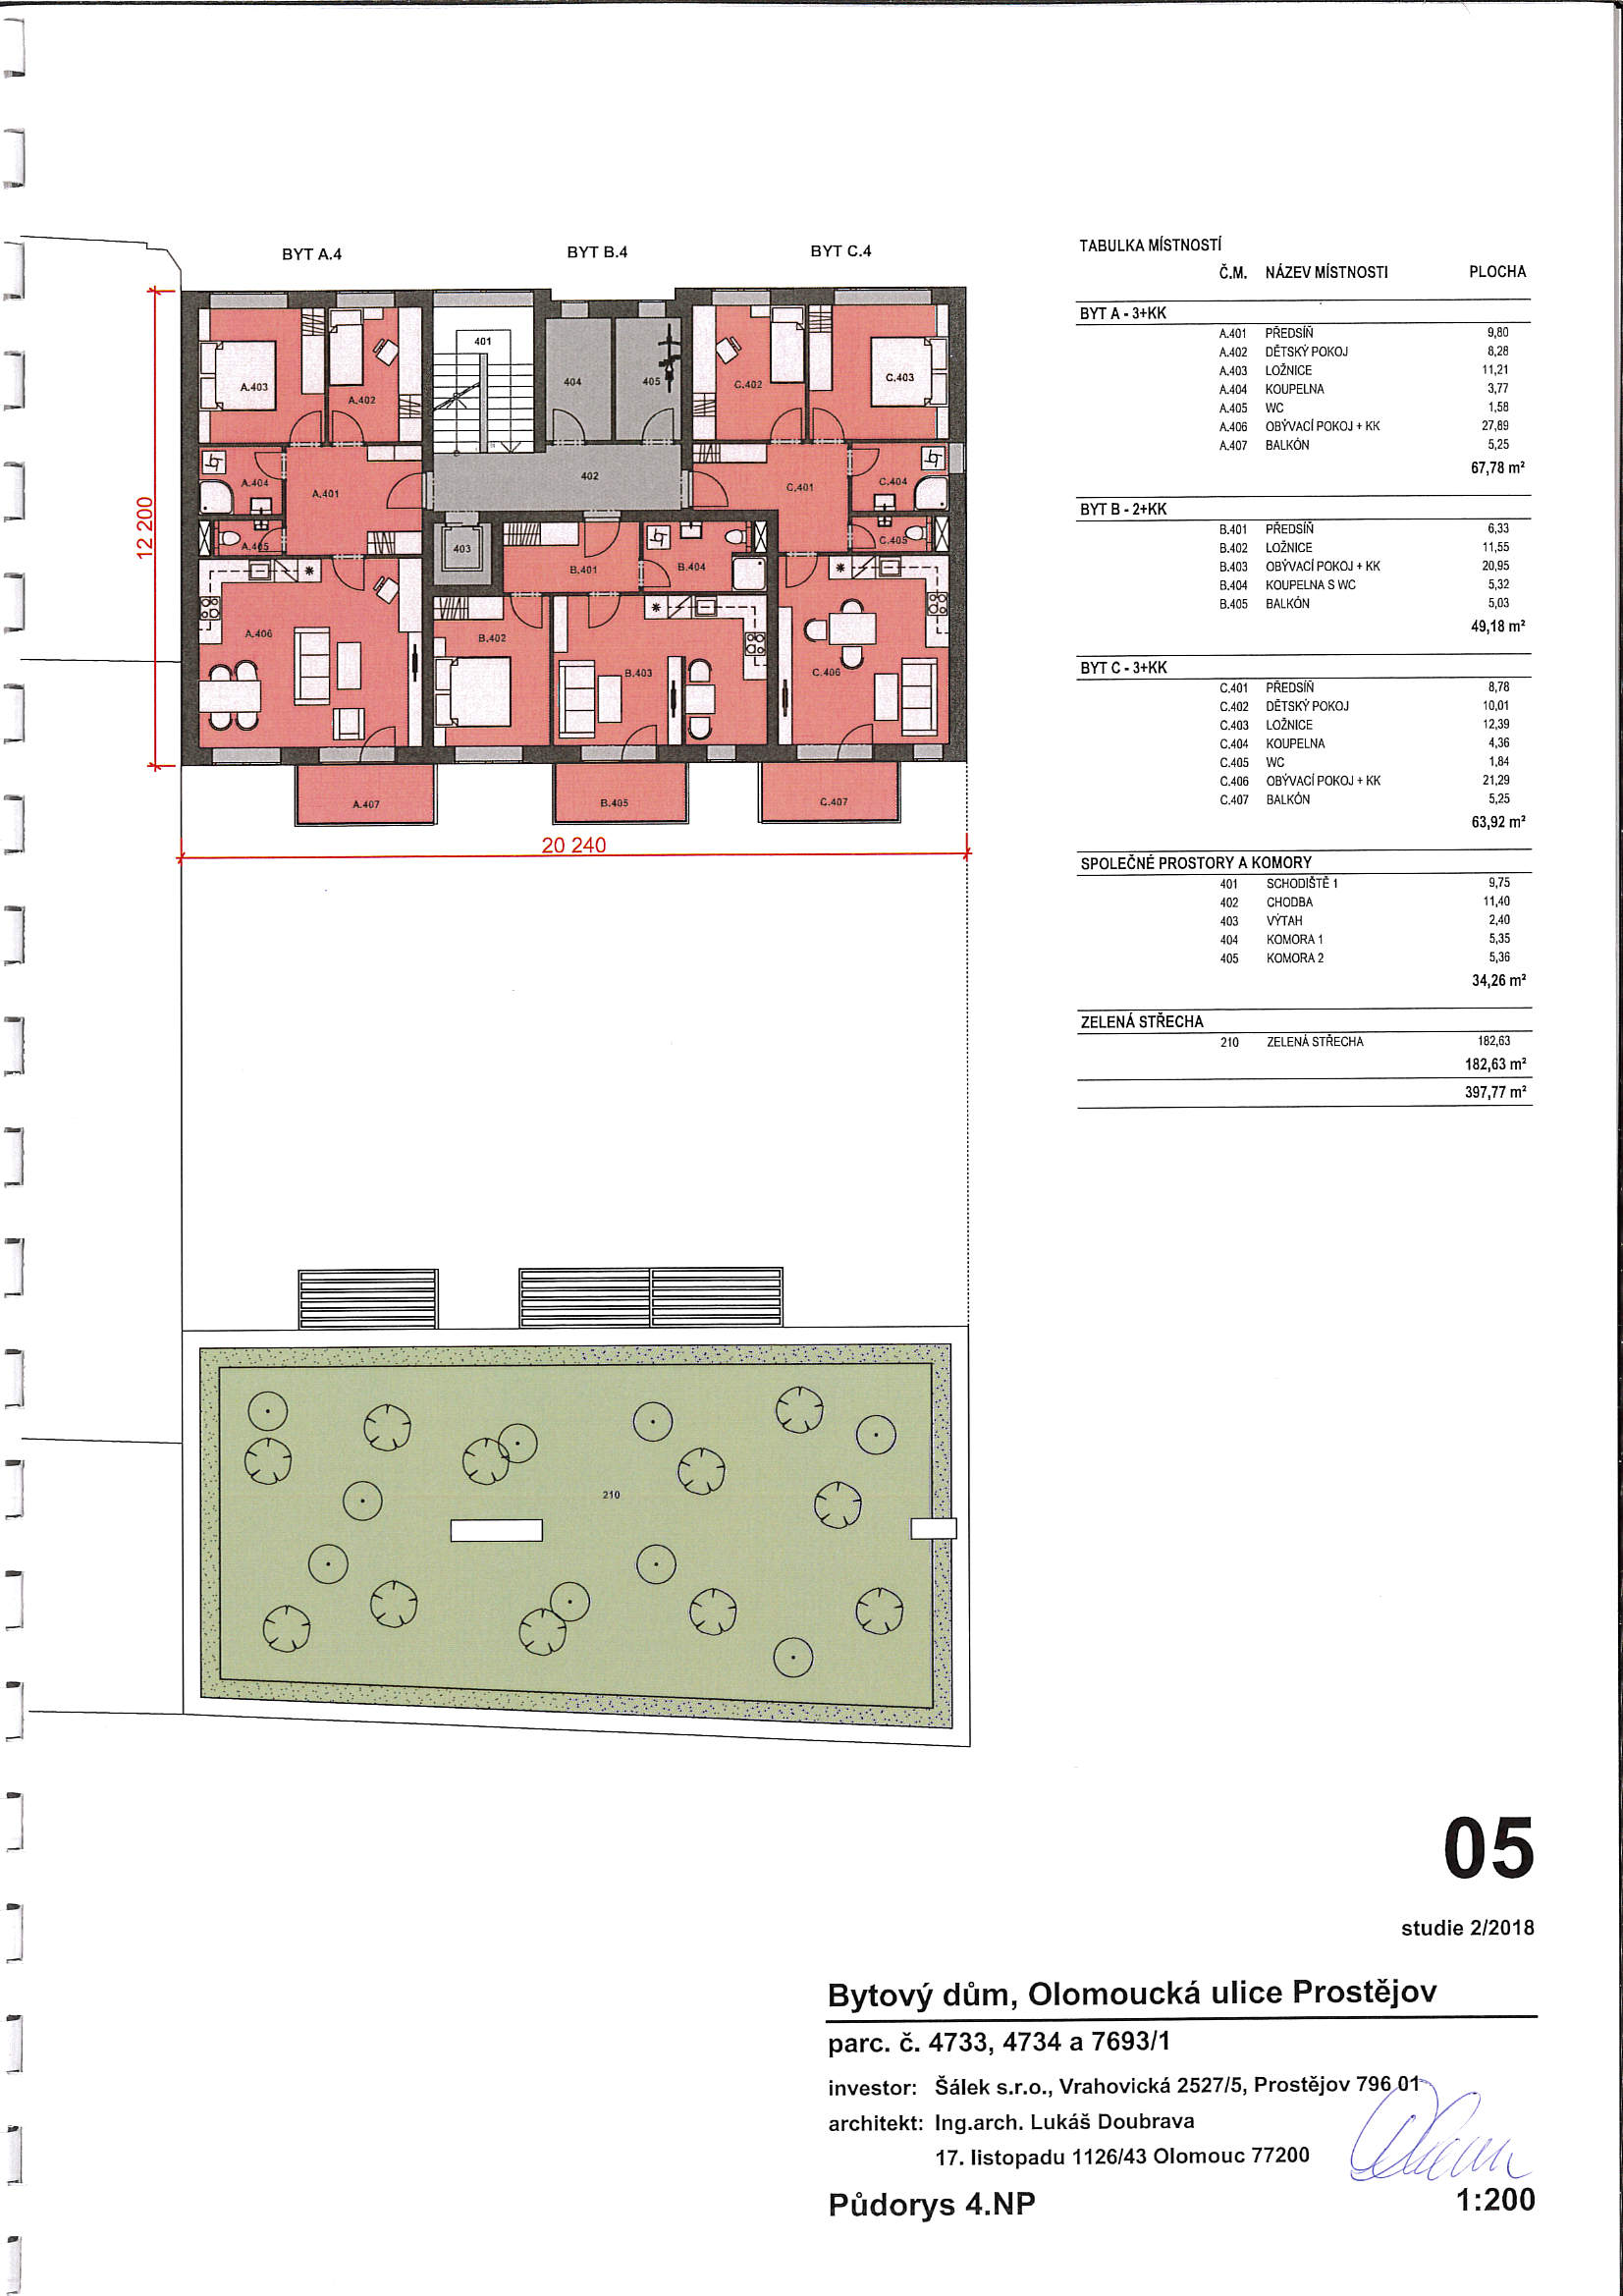 BYT A.4 BYT B.4 BYT C.4
TABULKA MÍSTNOSTÍ
Č.M. NÁZEV MÍSTNOSTI PLOCHA
BYT A - 3+KK
A.401 PŘEDSÍŇ 9,80
A.402 DĚTSKÝ POKOJ 8,28
A.403 LOŽNICE 11,21
A.404 KOUPELNA 3,77
A.405 WC 1,58
A.406 OBÝVACÍ POKOJ + KK 27,89
A.407 BALKÓN 5,25
67,78 m²
BYT B - 2+KK
B.401 PŘEDSÍŇ 6,33
B.402 LOŽNICE 11,55
B.403 OBÝVACÍ POKOJ + KK 20,95
B.404 KOUPELNA S WC 5,32
B.405 BALKÓN 5,03
49,18 m²
BYT C - 3+KK
C.401 PŘEDSÍŇ 8,78
C.402 DĚTSKÝ POKOJ 10,01
C.403 LOŽNICE 12,39
C.404 KOUPELNA 4,36
C.405 WC 1,84
C.406 OBÝVACÍ POKOJ + KK 21,29
C.407 BALKÓN 5,25
63,92 m²
SPOLEČNÉ PROSTORY A KOMORY
401 SCHODIŠTĚ 1 9,75
402 CHODBA 11,40
403 VÝTAH 2,40
404 KOMORA 1 5,35
405 KOMORA 2 5,36
34,26 m²
ZELENÁ STŘECHA
210 ZELENÁ STŘECHA 182,63
182,63 m²
397,77 m²
401
A.403 A.402 404 405 C.402 C.403
A.404 A.401 402 C.401 C.404
A.405 403 B.401 B.404 C.405
A.406 B.402 B.403 C.406
A.407 B.405 C.407
12 200
20 240
210
05
studie 2/2018
Bytový dům, Olomoucká ulice Prostějov
parc. č. 4733, 4734 a 7693/1
investor: Šálek s.r.o., Vrahovická 2527/5, Prostějov 796 01
architekt: Ing.arch. Lukáš Doubrava
17. listopadu 1126/43 Olomouc 77200
Půdorys 4.NP 1:200